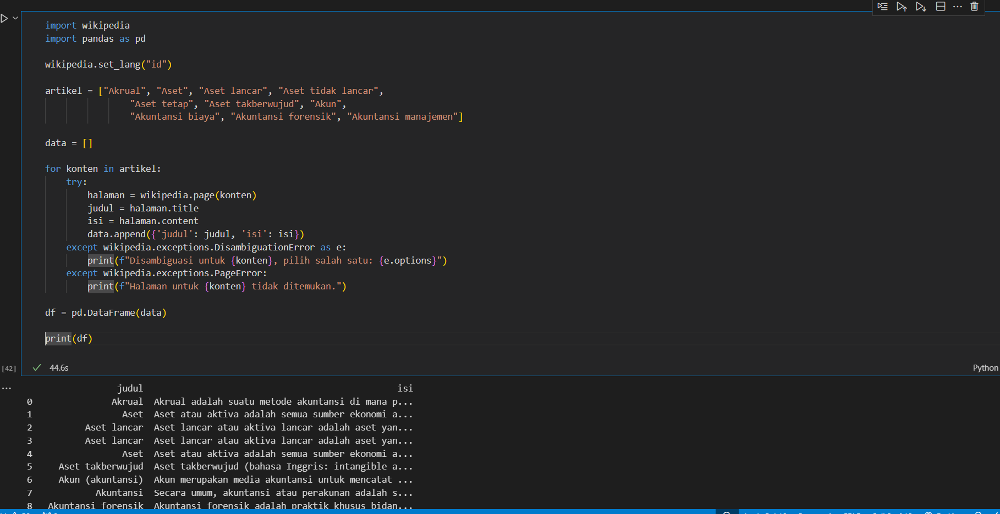 import wikipedia
import pandas as pd
wikipedia.set_lang("id")
artikel = ["Akrual", "Aset", "Aset lancar", "Aset tidak lancar",
"Aset tetap", "Aset takberwujud", "Akun",
"Akuntansi biaya", "Akuntansi forensik", "Akuntansi manajemen"]
data = []
for konten in artikel:
try:
halaman = wikipedia.page(konten)
judul = halaman.title
isi = halaman.content
data.append({'judul': judul, 'isi': isi})
except wikipedia.exceptions.DisambiguationError as e:
print(f"Disambiguasi untuk {konten}, pilih salah satu: {e.options}")
except wikipedia.exceptions.PageError:
print(f"Halaman untuk {konten} tidak ditemukan.")
df = pd.DataFrame(data)
print(df)
[42] 44.6s Python
judul isi
0 Akrual Akrual adalah suatu metode akuntansi di mana p...
1 Aset Aset atau aktiva adalah semua sumber ekonomi a...
2 Aset lancar Aset lancar atau aktiva lancar adalah aset yan...
3 Aset lancar Aset lancar atau aktiva lancar adalah aset yan...
4 Aset Aset atau aktiva adalah semua sumber ekonomi a...
5 Aset takberwujud Aset takberwujud (bahasa Inggris: intangible a...
6 Akun (akuntansi) Akun merupakan media akuntansi untuk mencatat ...
7 Akuntansi Secara umum, akuntansi atau perakunan adalah s...
8 Akuntansi forensik Akuntansi forensik adalah praktik khusus bidan...